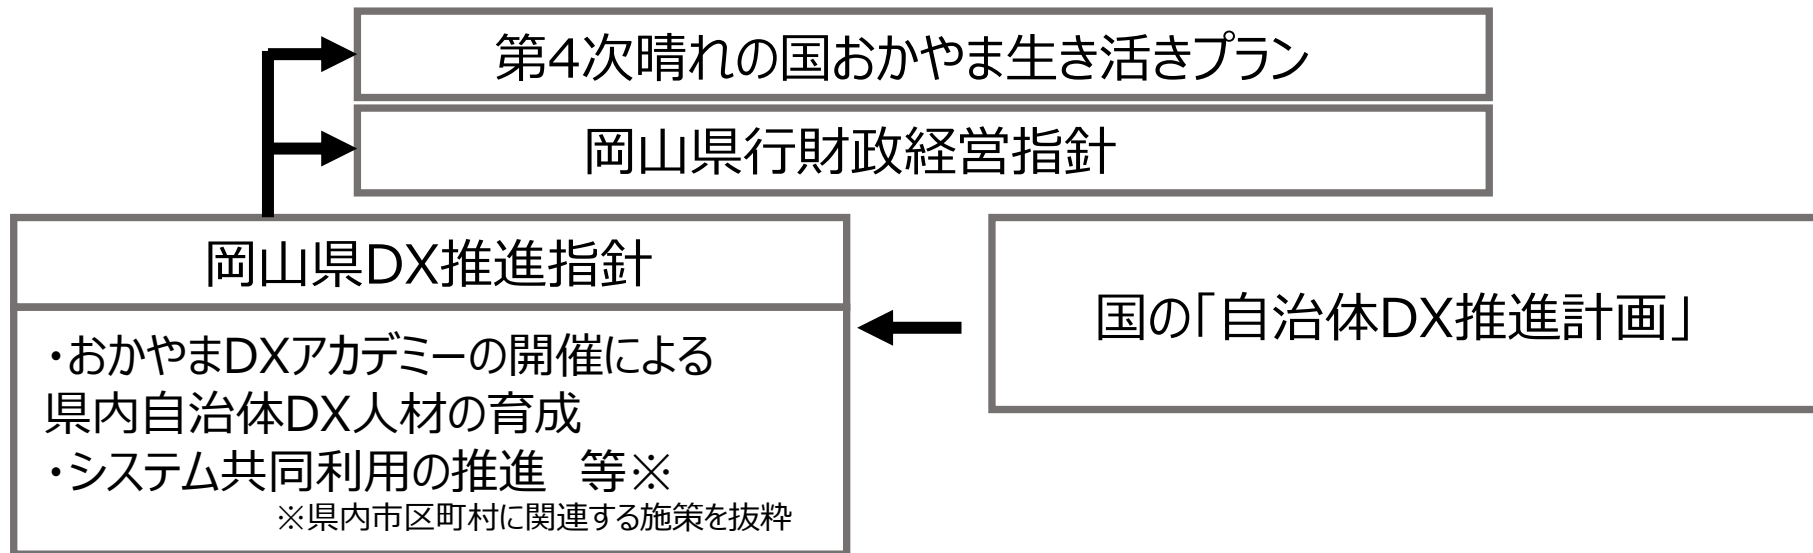 第4次晴れの国おかやま生き活きプラン
岡山県行財政経営指針
岡山県DX推進指針
・おかやまDXアカデミーの開催による
県内自治体DX人材の育成
・システム共同利用の推進　等※
※県内市区町村に関連する施策を抜粋
国の「自治体DX推進計画」